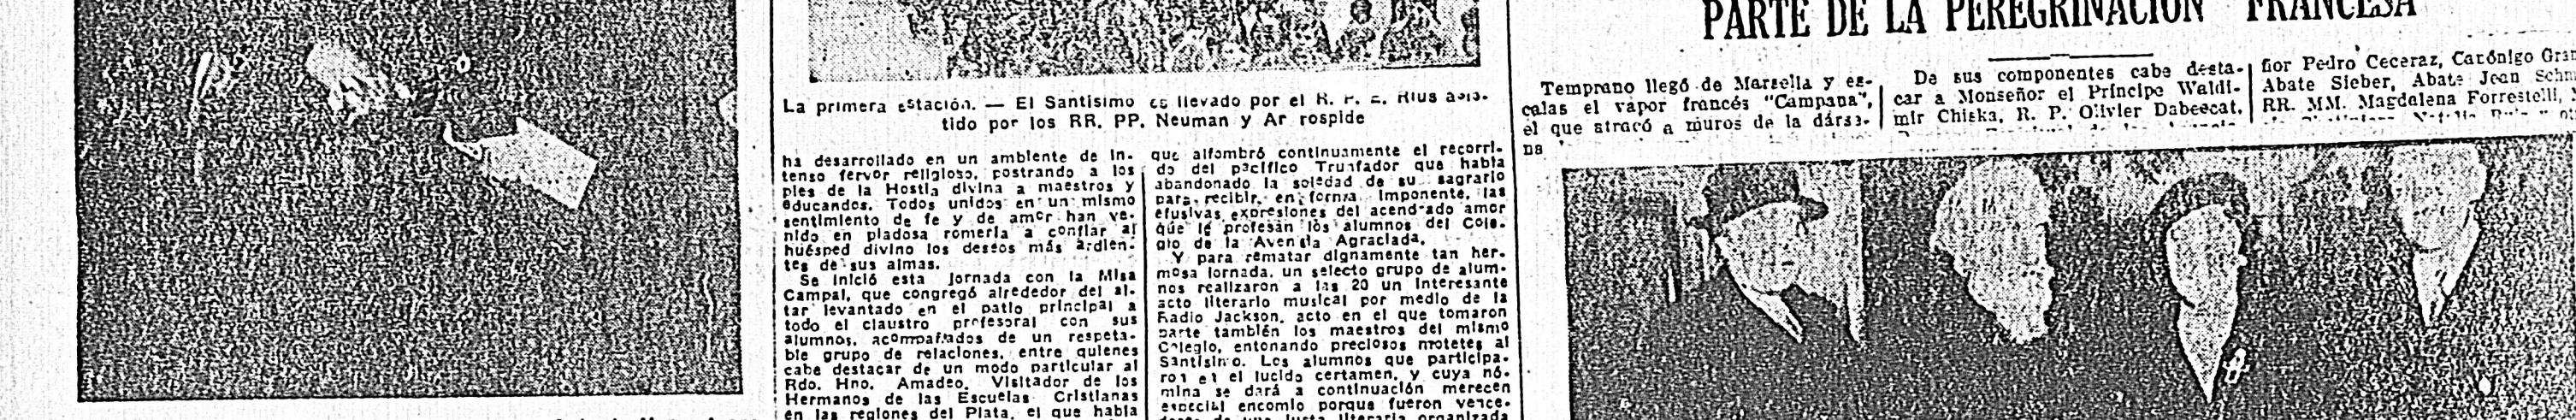 La primera estación. — El Santísimo es llevado por el R. P. E. Rius asis-
tido por los RR. PP. Neuman y Ar rospide
ha desarrollado en un ambiente de in-
tenso fervor religioso, postrando a los
pies de la Hostia divina a maestros y
educandos. Todos unidos en un mismo
sentimiento de fe y de amor han ve-
nido en piadosa romería a confiar al
huésped divino los deseos más ardien-
tes de sus almas.
Se inició esta jornada con la Misa
Campal, que congregó alrededor del al-
tar levantado en el patio principal a
todo el claustro profesoral con sus
alumnos, acompañados de un respeta-
ble grupo de relaciones, entre quienes
cabe destacar de un modo particular al
Rdo. Hno. Amadeo, Visitador de los
Hermanos de las Escuelas Cristianas
en las regiones del Plata, el que había
que alfombró continuamente el recorri-
do del pacífico Triunfador que había
abandonado la soledad de su sagrario
para recibir, en forma imponente, las
efusivas expresiones del acendrado amor
que le profesan los alumnos del Cole-
gio de la Avenida Agraciada.
Y para rematar dignamente tan her-
mosa jornada, un selecto grupo de alum-
nos realizaron a las 20 un interesante
acto literario musical por medio de la
Radio Jackson, acto en el que tomaron
parte también los maestros del mismo
Colegio, entonando preciosos motetes al
Santísimo. Los alumnos que participa-
ron en el lucido certamen, y cuya nó-
mina se dará a continuación merecen
especial encomio porque fueron vence-
PARTE DE LA PEREGRINACION FRANCESA
Temprano llegó de Marsella y es-
calas el vapor francés "Campana",
el que atracó a muros de la dárse-
na
De sus componentes cabe desta-
car a Monseñor el Príncipe Waldi-
mir Chiska, R. P. Olivier Dabescat,
ñor Pedro Ceceraz, Canónigo
Abate Sieber, Abate Jean
RR. MM. Magdalena Forrestelli,